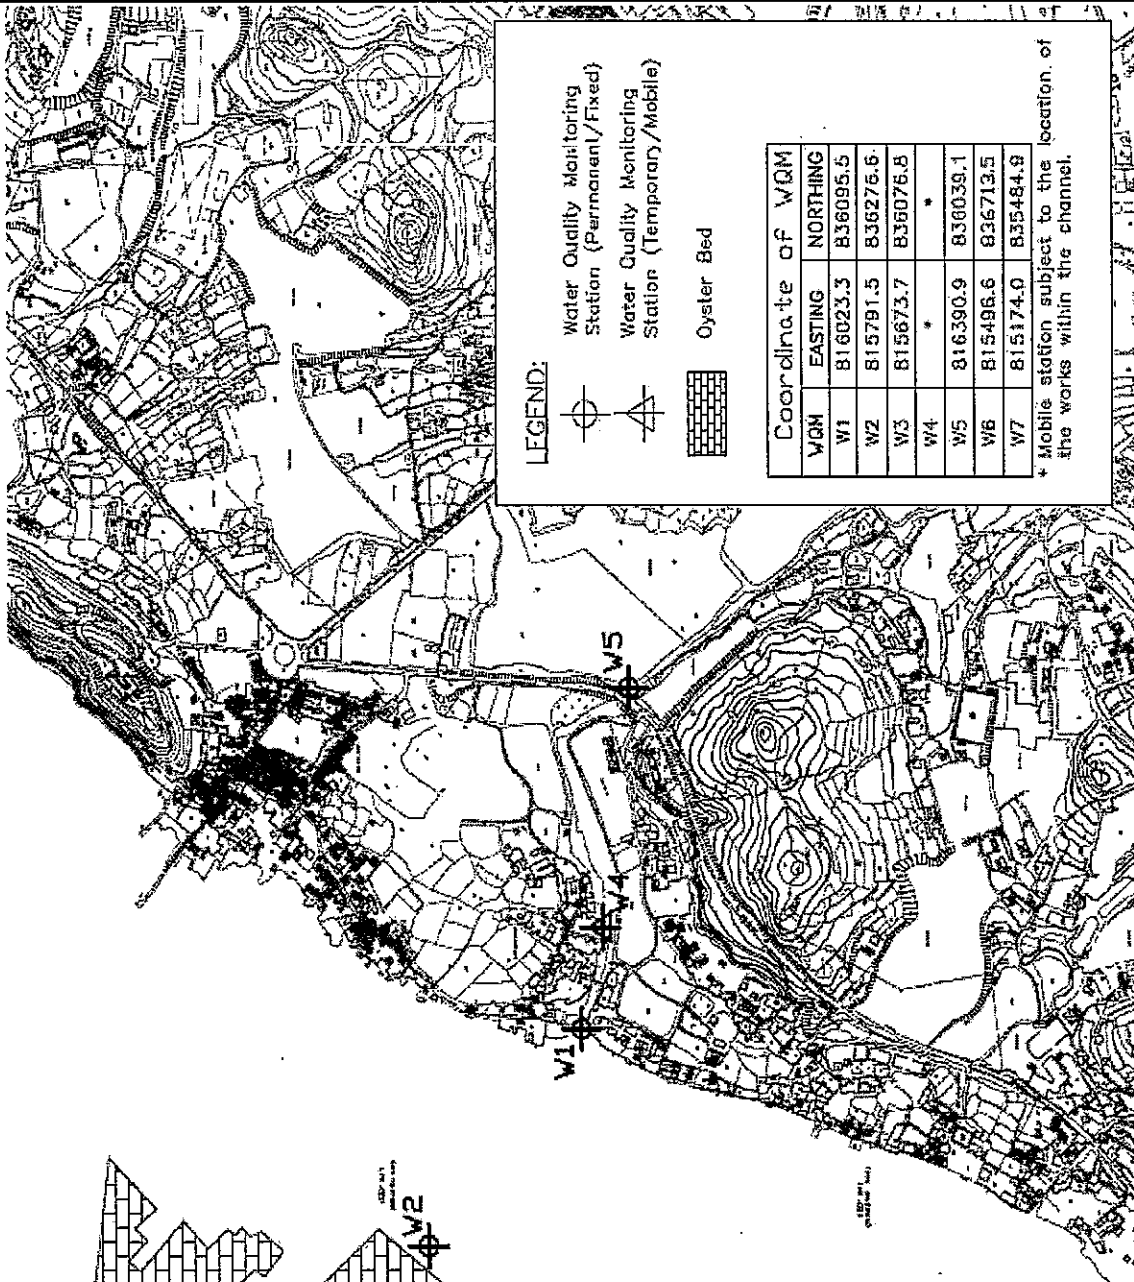 LEGEND:
Water Quality Monitoring
Station (Permanent/Fixed)
Water Quality Monitoring
Station (Temporary/Mobile)
Oyster Bed
Coordinate of WQM
WQM EASTING NORTHING
W1 816023.3 836095.5
W2 815791.5 836276.6
W3 815673.7 836076.8
W4 * *
W5 816390.9 836039.1
W6 815496.6 836713.5
W7 815174.0 835484.9
* Mobile station subject to the location of
the works within the channel.
W5
W4
W1
W2